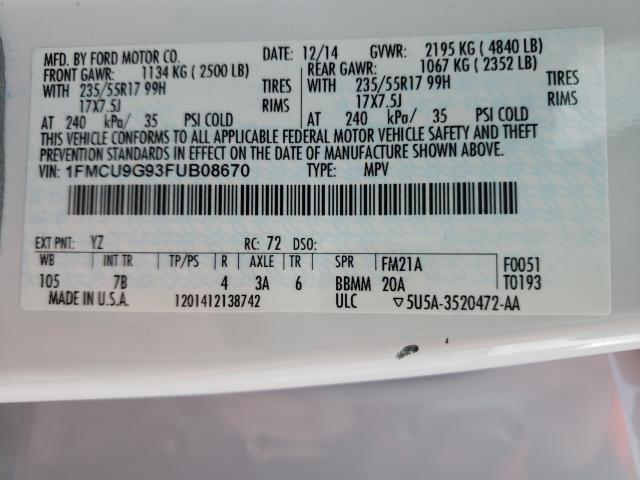 MFD. BY FORD MOTOR CO. DATE: 12/14 GVWR: 2195 KG ( 4840 LB)
FRONT GAWR: 1134 KG ( 2500 LB) REAR GAWR: 1067 KG ( 2352 LB)
WITH 235/55R17 99H TIRES WITH 235/55R17 99H TIRES
17X7.5J RIMS 17X7.5J RIMS
AT 240 kPa/ 35 PSI COLD AT 240 kPa/ 35 PSI COLD
THIS VEHICLE CONFORMS TO ALL APPLICABLE FEDERAL MOTOR VEHICLE SAFETY AND THEFT
PREVENTION STANDARDS IN EFFECT ON THE DATE OF MANUFACTURE SHOWN ABOVE.
VIN: 1FMCU9G93FUB08670 TYPE: MPV
EXT PNT: YZ RC: 72 DSO:
WB INT TR TP/PS R AXLE TR SPR FM21A F0051
105 7B 4 3A 6 BBMM 20A T0193
MADE IN U.S.A. 1201412138742 ULC ▽5U5A-3520472-AA